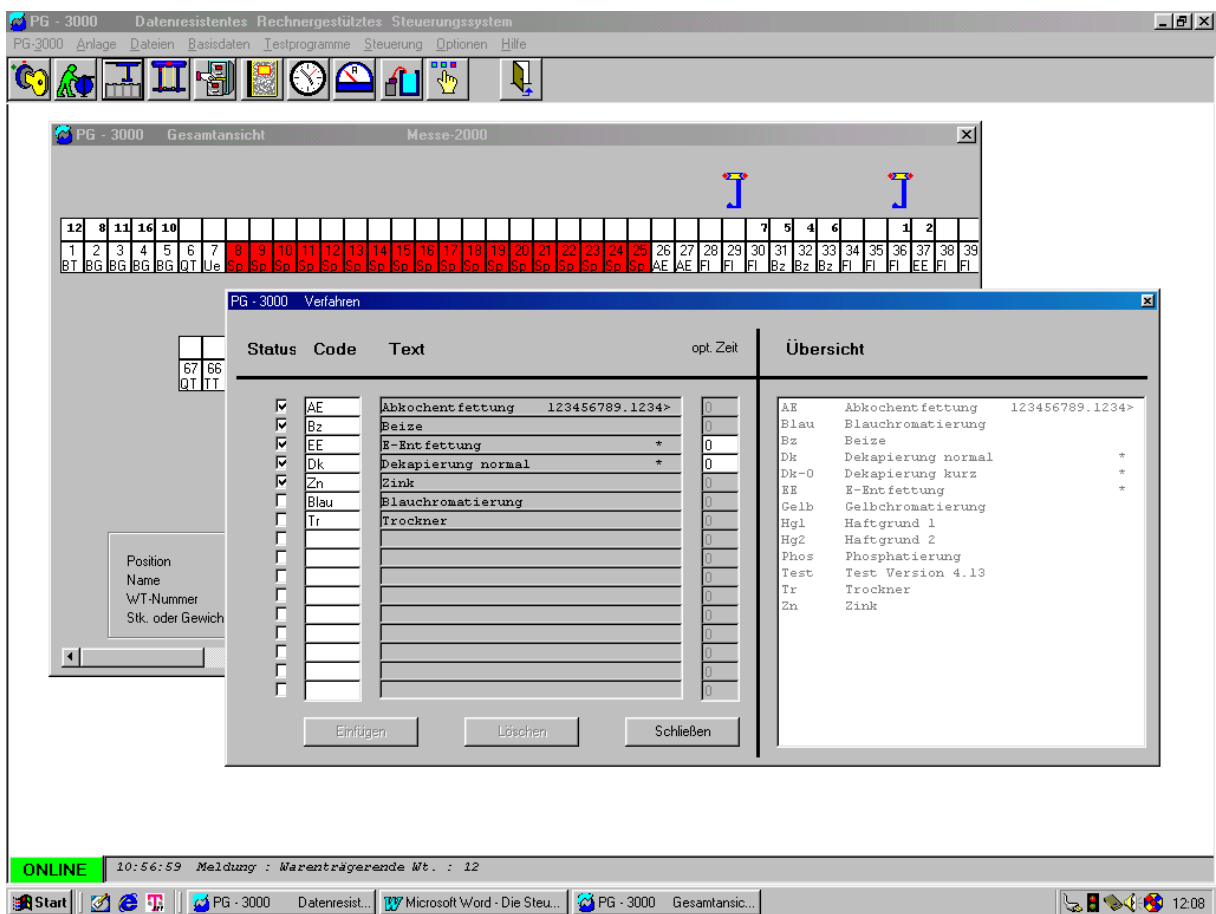 PG - 3000 Datenresistentes Rechnergestütztes Steuerungssystem
PG-3000 Anlage Dateien Basisdaten Testprogramme Steuerung Optionen Hilfe
PG - 3000 Gesamtansicht Messe-2000
12 8 11 16 10 7 5 4 6 1 2
1 2 3 4 5 6 7 8 9 10 11 12 13 14 15 16 17 18 19 20 21 22 23 24 25 26 27 28 29 30 31 32 33 34 35 36 37 38 39
BT BG BG BG BG QT Ue Sp Sp Sp Sp Sp Sp Sp Sp Sp Sp Sp Sp Sp Sp Sp Sp Sp Sp AE AE Fl Fl Fl Bz Bz Bz Fl Fl Fl EE Fl Fl
67 66
QT TT
Position
Name
WT-Nummer
Stk. oder Gewich
PG - 3000 Verfahren
Status Code Text opt. Zeit
AE Abkochentfettung 123456789.1234> 0
Bz Beize 0
EE E-Entfettung * 0
Dk Dekapierung normal * 0
Zn Zink 0
Blau Blauchromatierung 0
Tr Trockner 0
0
0
0
0
0
0
0
0
0
Einfügen Löschen Schließen
Übersicht
AE Abkochentfettung 123456789.1234>
Blau Blauchromatierung
Bz Beize
Dk Dekapierung normal *
Dk-0 Dekapierung kurz *
EE E-Entfettung *
Gelb Gelbchromatierung
Hg1 Haftgrund 1
Hg2 Haftgrund 2
Phos Phosphatierung
Test Test Version 4.13
Tr Trockner
Zn Zink
ONLINE 10:56:59 Meldung : Warenträgerende Wt. : 12
Start PG - 3000 Datenresist... Microsoft Word - Die Steu... PG - 3000 Gesamtansic... 12:08